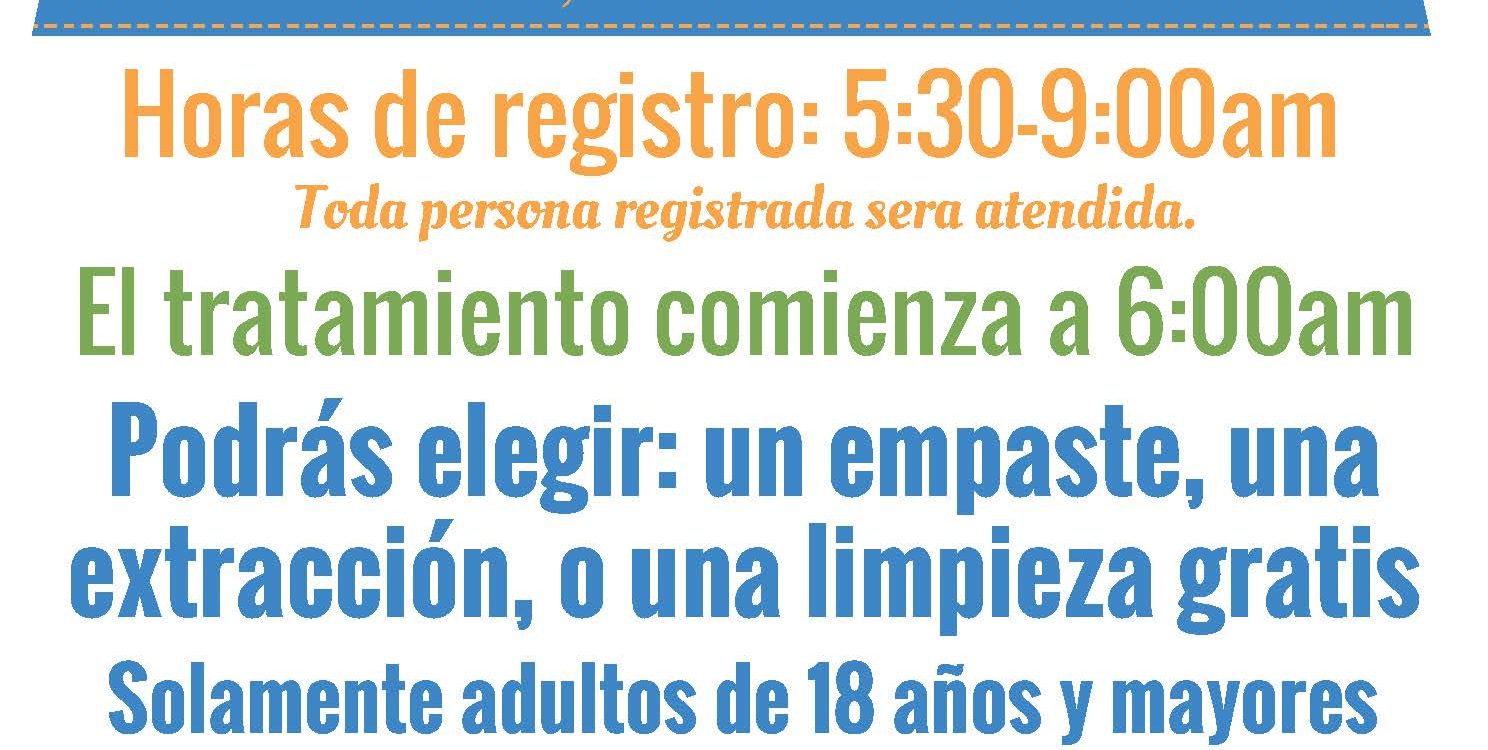 Horas de registro: 5:30-9:00am
Toda persona registrada sera atendida.
El tratamiento comienza a 6:00am
Podrás elegir: un empaste, una
extracción, o una limpieza gratis
Solamente adultos de 18 años y mayores